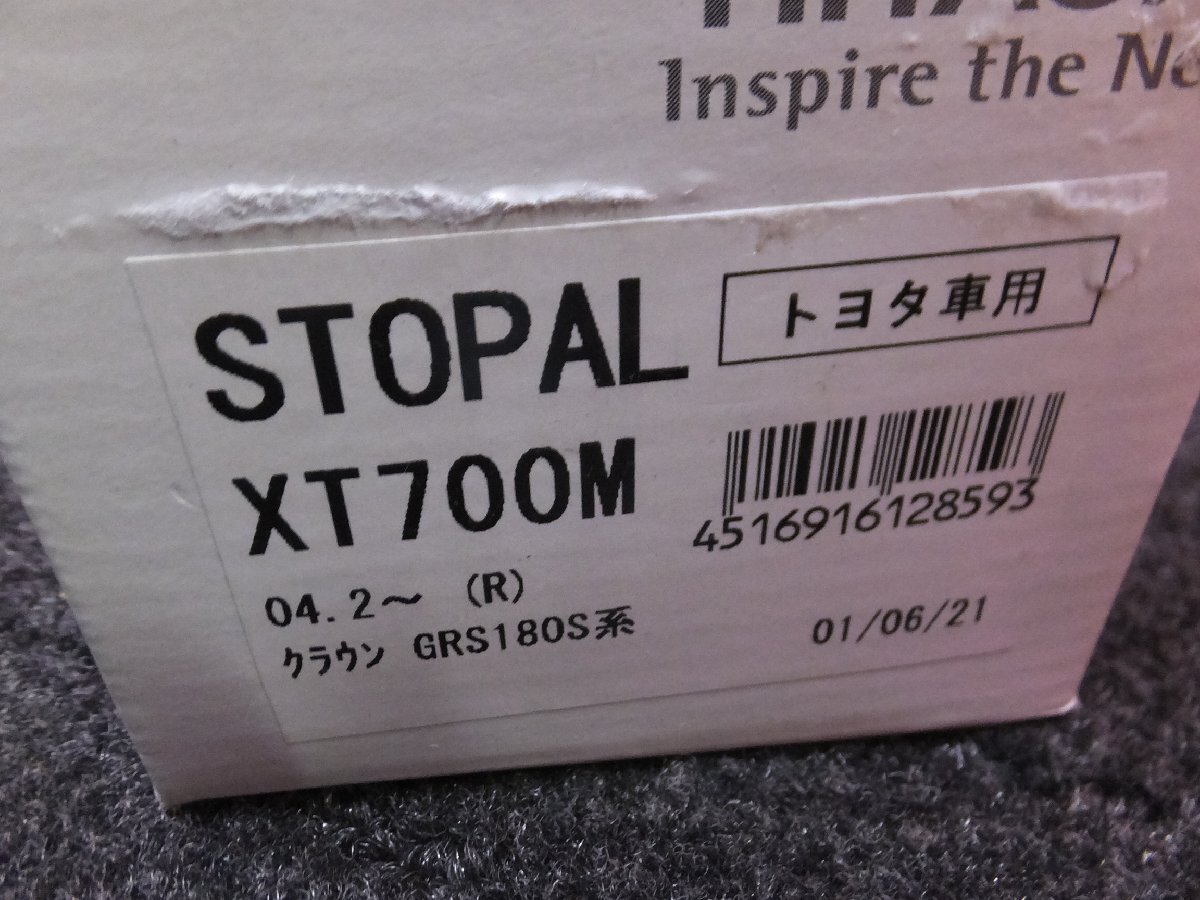 Inspire the
STOPAL
トヨタ車用
XT700M
4516916128593
04.2～ (R)
クラウン GRS180S系
01/06/21